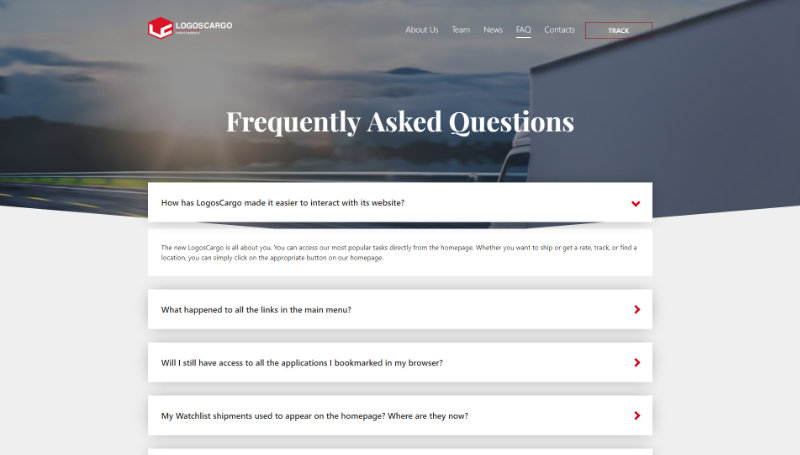 LOGOSCARGO
smart logistics
About Us Team News FAQ Contacts TRACK
Frequently Asked Questions
How has LogosCargo made it easier to interact with its website?
The new LogosCargo is all about you. You can access our most popular tasks directly from the homepage. Whether you want to ship or get a rate, track, or find a
location, you can simply click on the appropriate button on our homepage.
What happened to all the links in the main menu?
Will I still have access to all the applications I bookmarked in my browser?
My Watchlist shipments used to appear on the homepage? Where are they now?